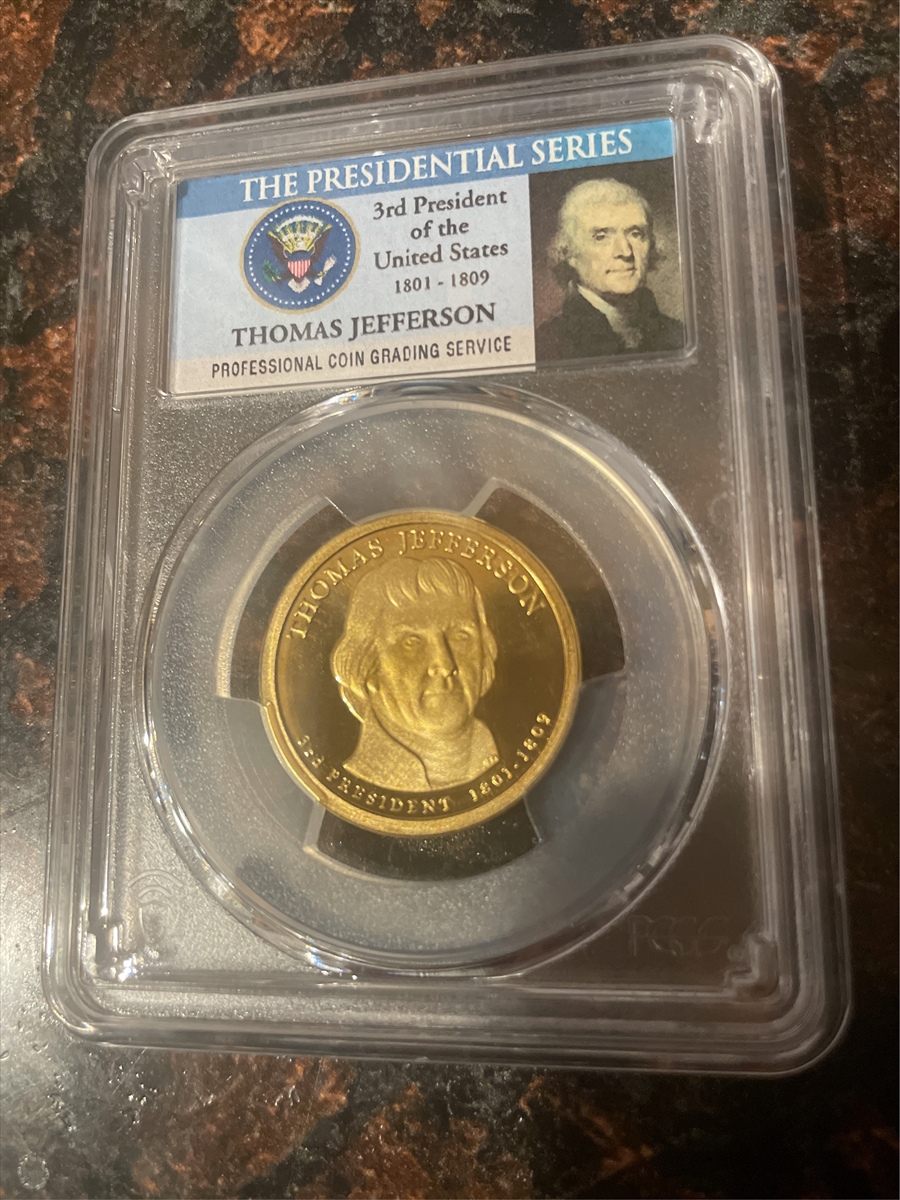 THE PRESIDENTIAL SERIES
3rd President
of the
United States
1801 - 1809
THOMAS JEFFERSON
PROFESSIONAL COIN GRADING SERVICE
THOMAS JEFFERSON
3rd PRESIDENT 1801-1809
PCGS